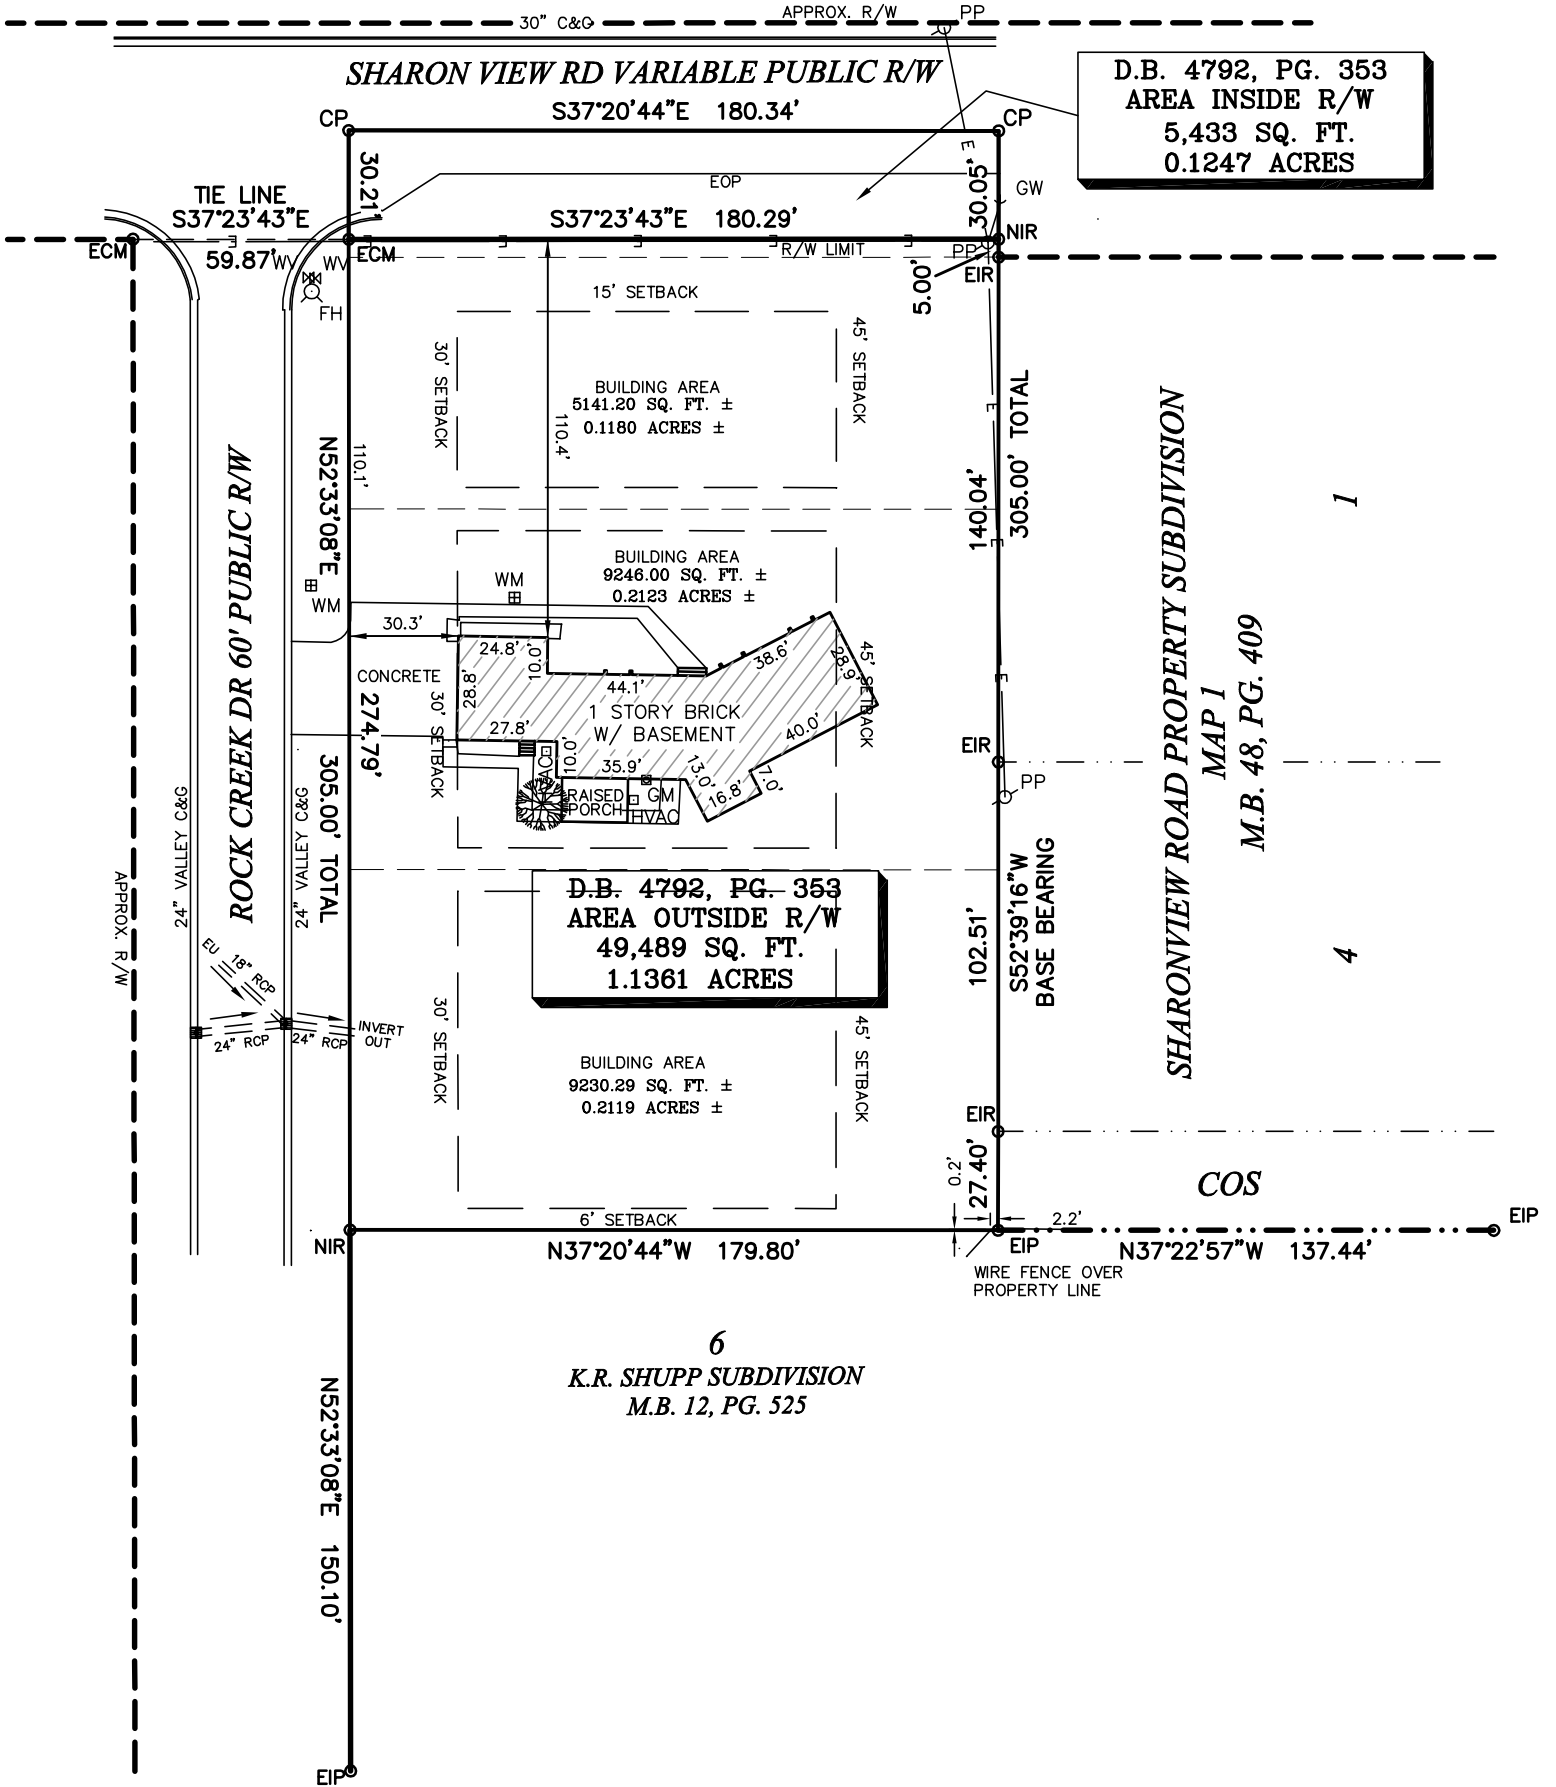 30" C&G
APPROX. R/W
PP
SHARON VIEW RD VARIABLE PUBLIC R/W
D.B. 4792, PG. 353
AREA INSIDE R/W
5,433 SQ. FT.
0.1247 ACRES
S37°20'44"E 180.34'
CP
CP
30.21'
EOP
E
30.05'
GW
TIE LINE
S37°23'43"E
S37°23'43"E 180.29'
NIR
ECM
59.87'
WV
WV
ECM
R/W LIMIT
PP
EIR
5.00'
FH
15' SETBACK
30' SETBACK
45' SETBACK
BUILDING AREA
5141.20 SQ. FT. ±
0.1180 ACRES ±
110.4'
110.1'
N52°33'08"E
E
305.00' TOTAL
140.04'
E
SHARONVIEW ROAD PROPERTY SUBDIVISION
MAP 1
M.B. 48, PG. 409
1
4
ROCK CREEK DR 60' PUBLIC R/W
BUILDING AREA
9246.00 SQ. FT. ±
0.2123 ACRES ±
WM
WM
30.3'
24.8'
10.0'
38.6'
28.9'
45' SETBACK
E
CONCRETE
28.8'
44.1'
1 STORY BRICK
W/ BASEMENT
40.0'
274.79'
30' SETBACK
27.8'
10.0'
AC
35.9'
13.0'
7.0'
16.8'
RAISED
PORCH
GM
HVAC
EIR
PP
305.00' TOTAL
24" VALLEY C&G
24" VALLEY C&G
APPROX. R/W
D.B. 4792, PG. 353
AREA OUTSIDE R/W
49,489 SQ. FT.
1.1361 ACRES
102.51'
S52°39'16"W
BASE BEARING
EU
18" RCP
24" RCP
24" RCP
INVERT
OUT
30' SETBACK
45' SETBACK
BUILDING AREA
9230.29 SQ. FT. ±
0.2119 ACRES ±
EIR
0.2'
27.40'
COS
6' SETBACK
2.2'
EIP
NIR
N37°20'44"W 179.80'
EIP
N37°22'57"W 137.44'
WIRE FENCE OVER
PROPERTY LINE
6
K.R. SHUPP SUBDIVISION
M.B. 12, PG. 525
N52°33'08"E 150.10'
EIP